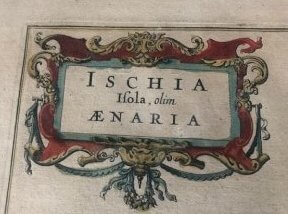 ISCHIA
Iſola, olim
ÆNARIA